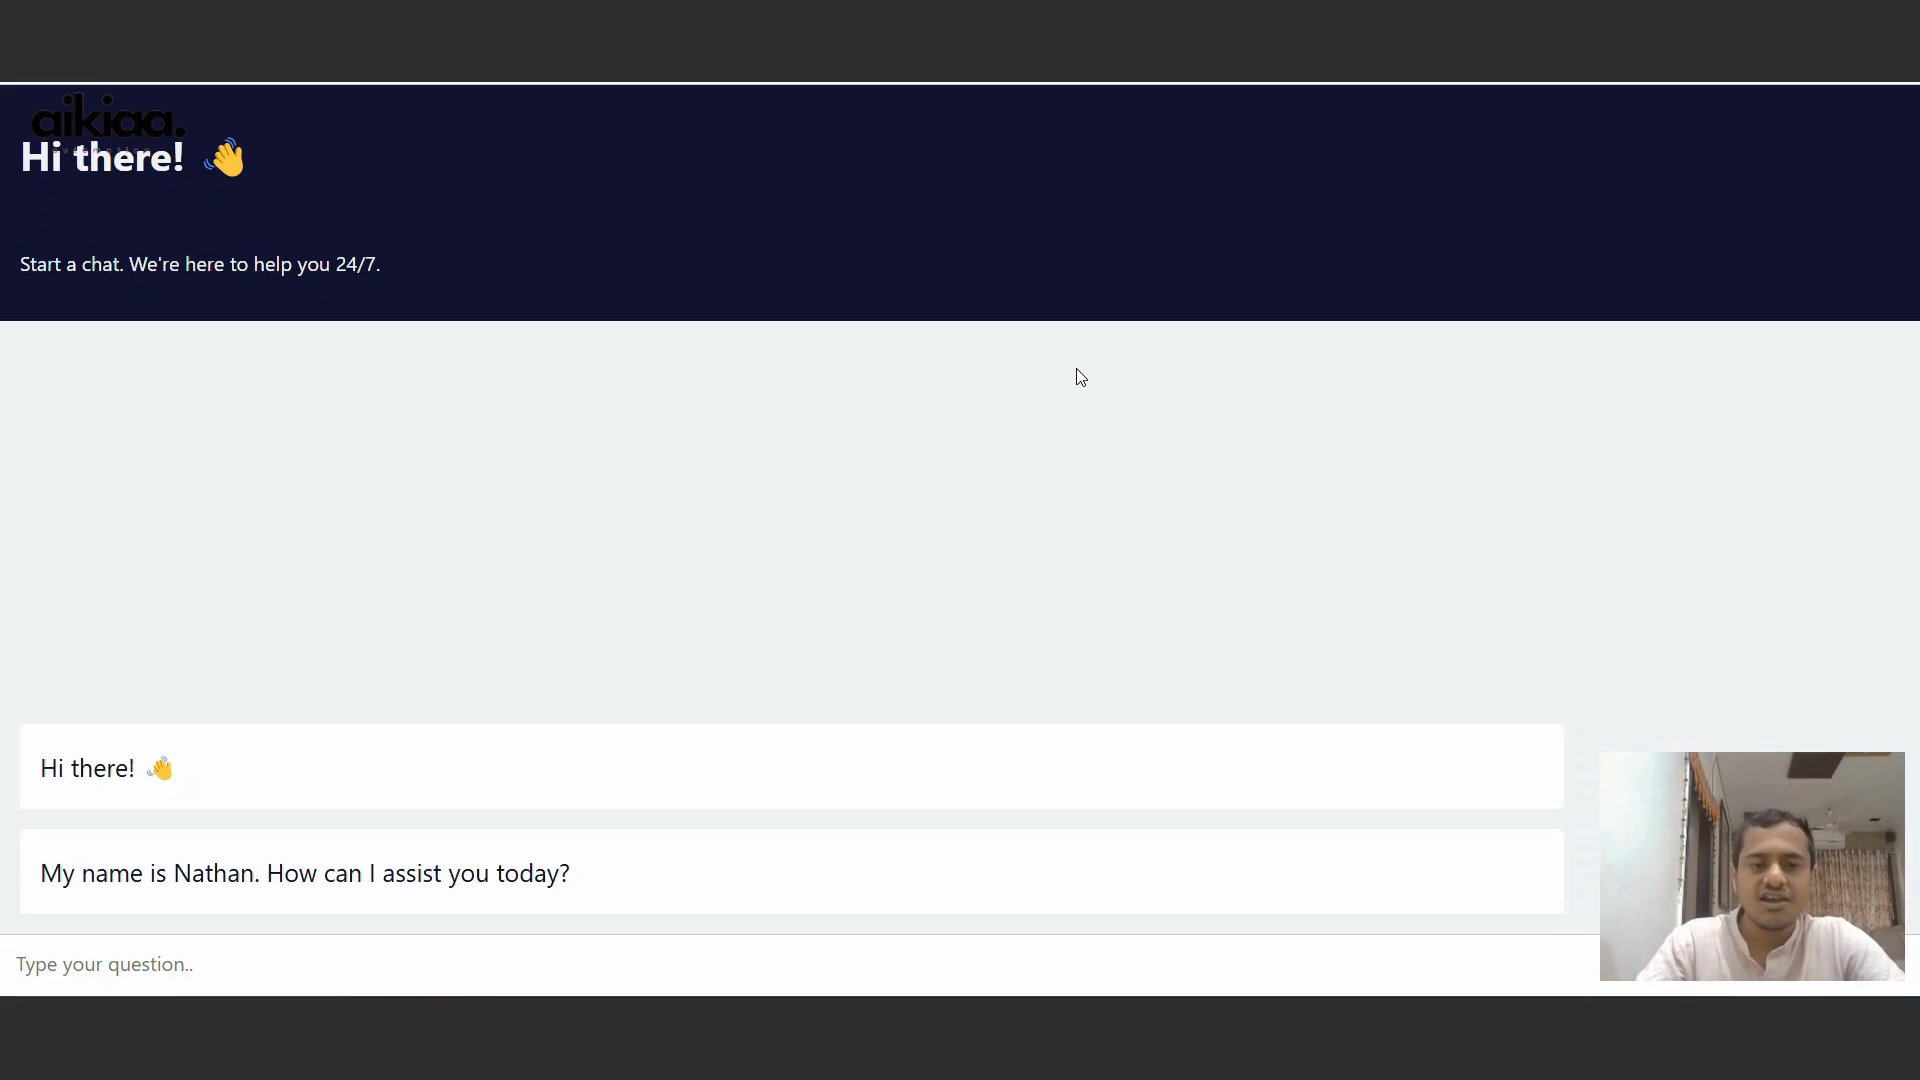 aikiaa.
Hi there! 👋
Start a chat. We're here to help you 24/7.
Hi there! 👋
My name is Nathan. How can I assist you today?
Type your question..